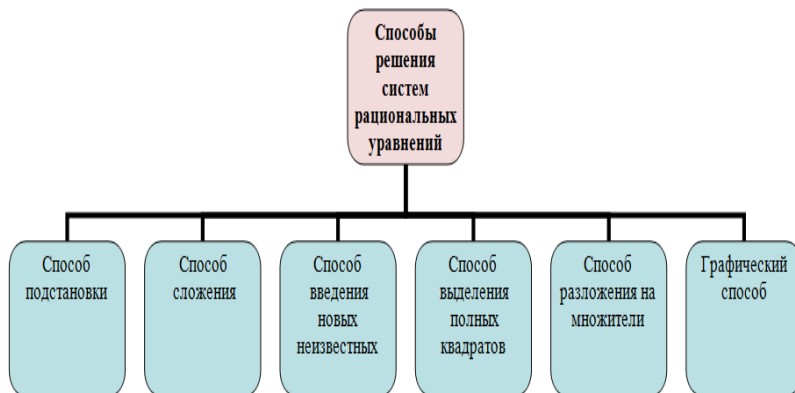 Способы
решения
систем
рациональных
уравнений
Способ
подстановки
Способ
сложения
Способ
введения
новых
неизвестных
Способ
выделения
полных
квадратов
Способ
разложения на
множители
Графический
способ